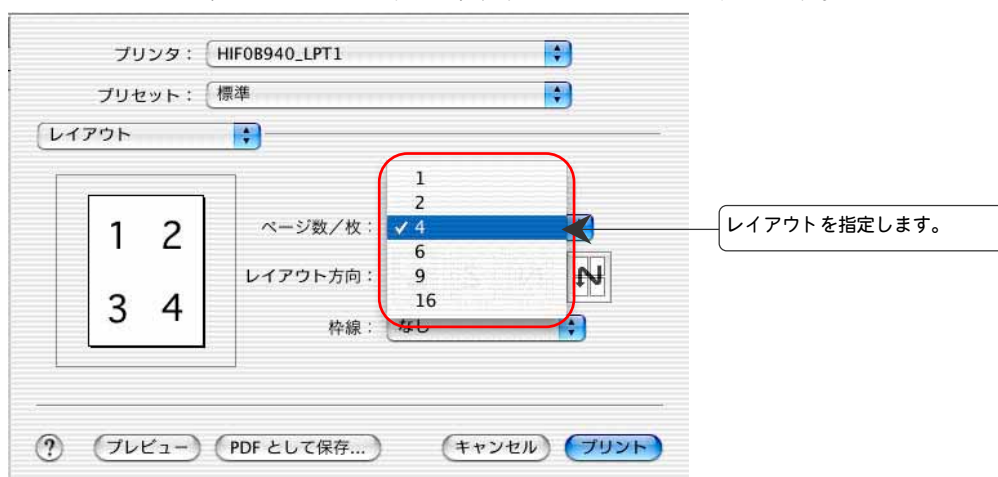 プリンタ： HIF0B940_LPT1
プリセット： 標準
レイアウト
1 2
3 4
ページ数／枚：
1
2
✓ 4
6
9
16
レイアウト方向：
枠線： なし
レイアウトを指定します。
? プレビュー PDF として保存... キャンセル プリント